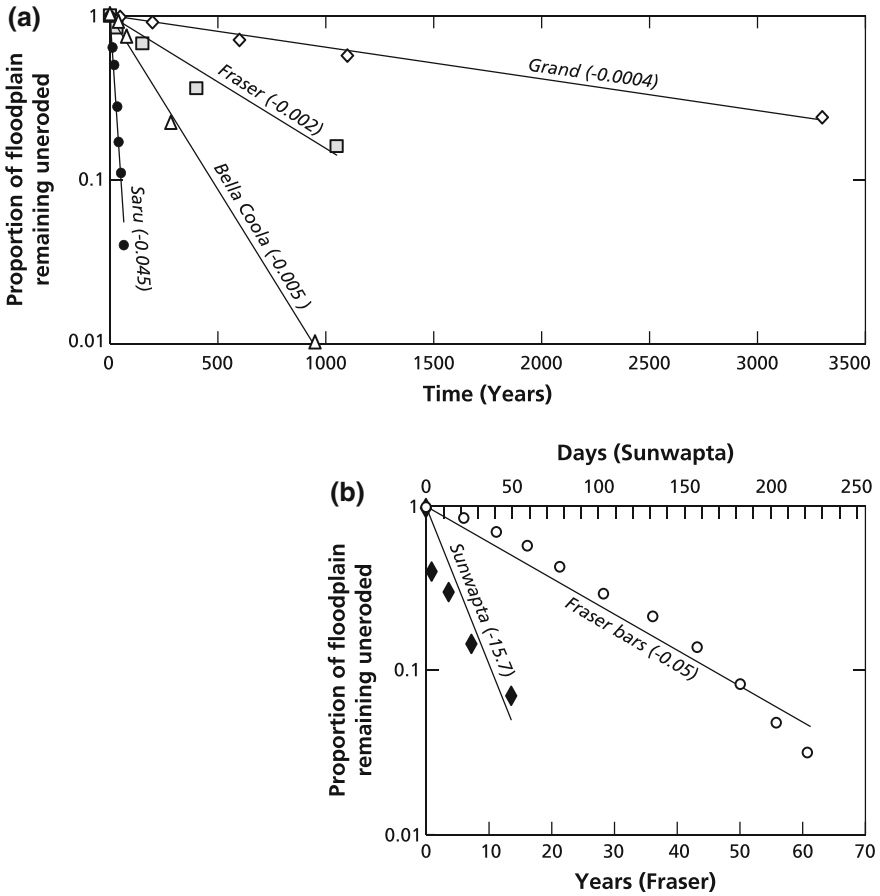 (a)
1
0.1
0.01
Proportion of floodplain
remaining uneroded
Grand (-0.0004)
Fraser (-0.002)
Bella Coola (-0.005 )
Saru (-0.045)
0 500 1000 1500 2000 2500 3000 3500
Time (Years)
Days (Sunwapta)
(b)
0 50 100 150 200 250
1
0.1
0.01
Proportion of floodplain
remaining uneroded
Sunwapta (-15.7)
Fraser bars (-0.05)
0 10 20 30 40 50 60 70
Years (Fraser)